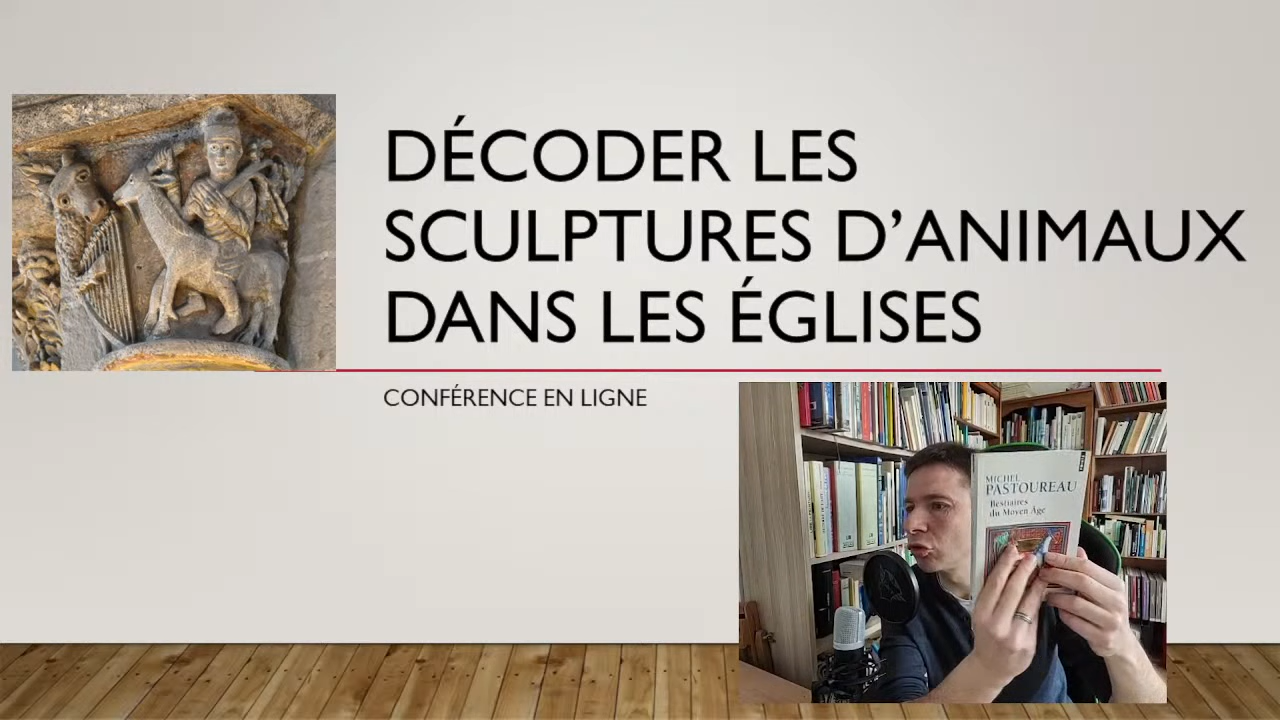 DÉCODER LES
SCULPTURES D’ANIMAUX
DANS LES ÉGLISES
CONFÉRENCE EN LIGNE
MICHEL
PASTOUREAU
Bestiaires
du Moyen Âge